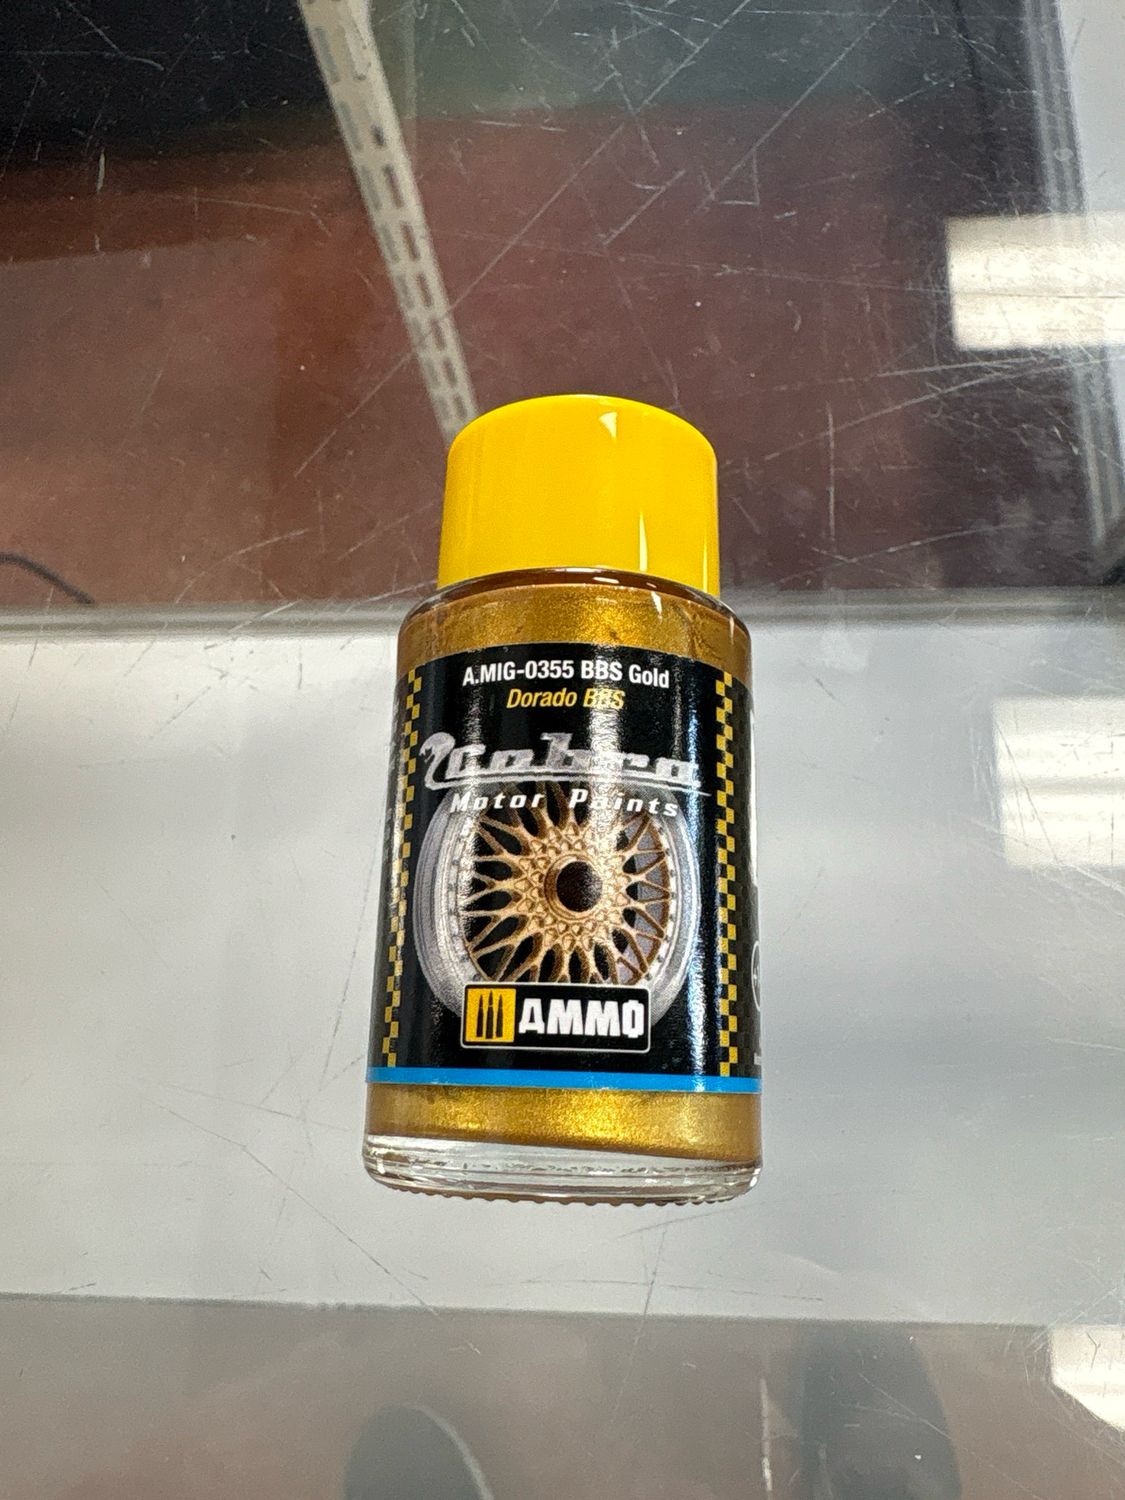 A.MIG-0355 BBS Gold
Dorado BBS
Cobra
Motor Paints
AMMO